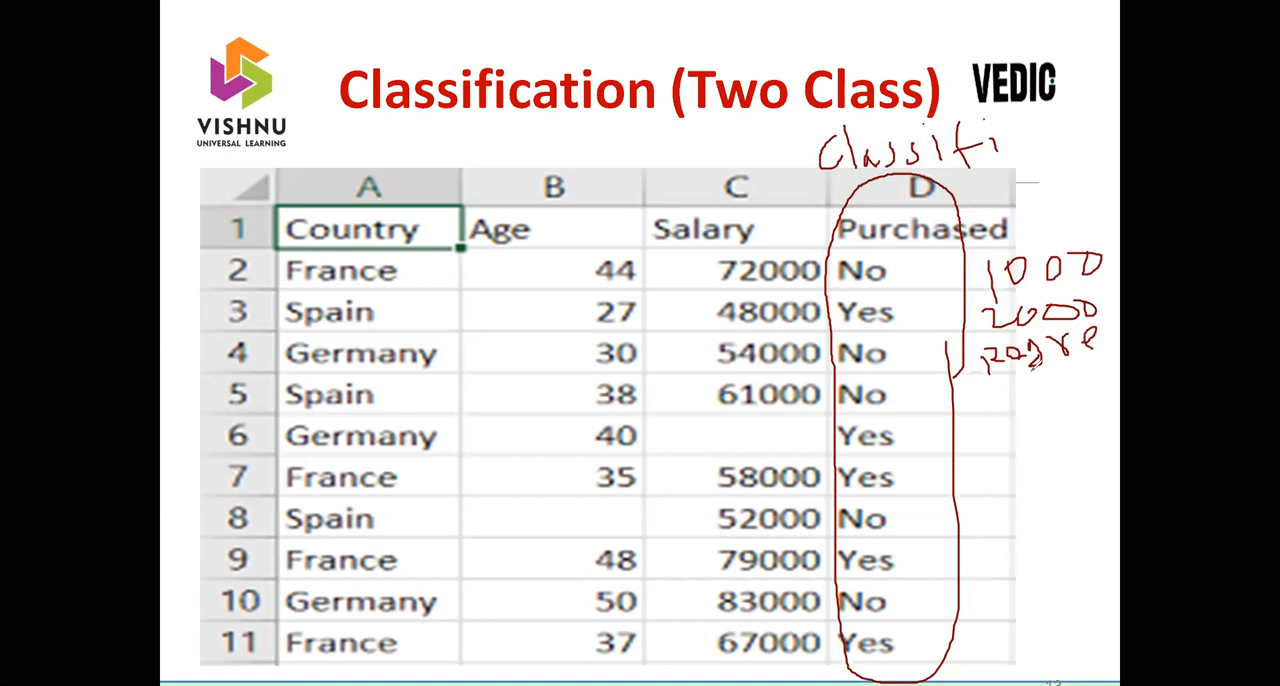 VISHNU
UNIVERSAL LEARNING
Classification (Two Class)
VEDIC
Classifi
A B C D
1 Country Age Salary Purchased
2 France 44 72000 No 1000
3 Spain 27 48000 Yes 2000
4 Germany 30 54000 No
5 Spain 38 61000 No
6 Germany 40 Yes
7 France 35 58000 Yes
8 Spain 52000 No
9 France 48 79000 Yes
10 Germany 50 83000 No
11 France 37 67000 Yes